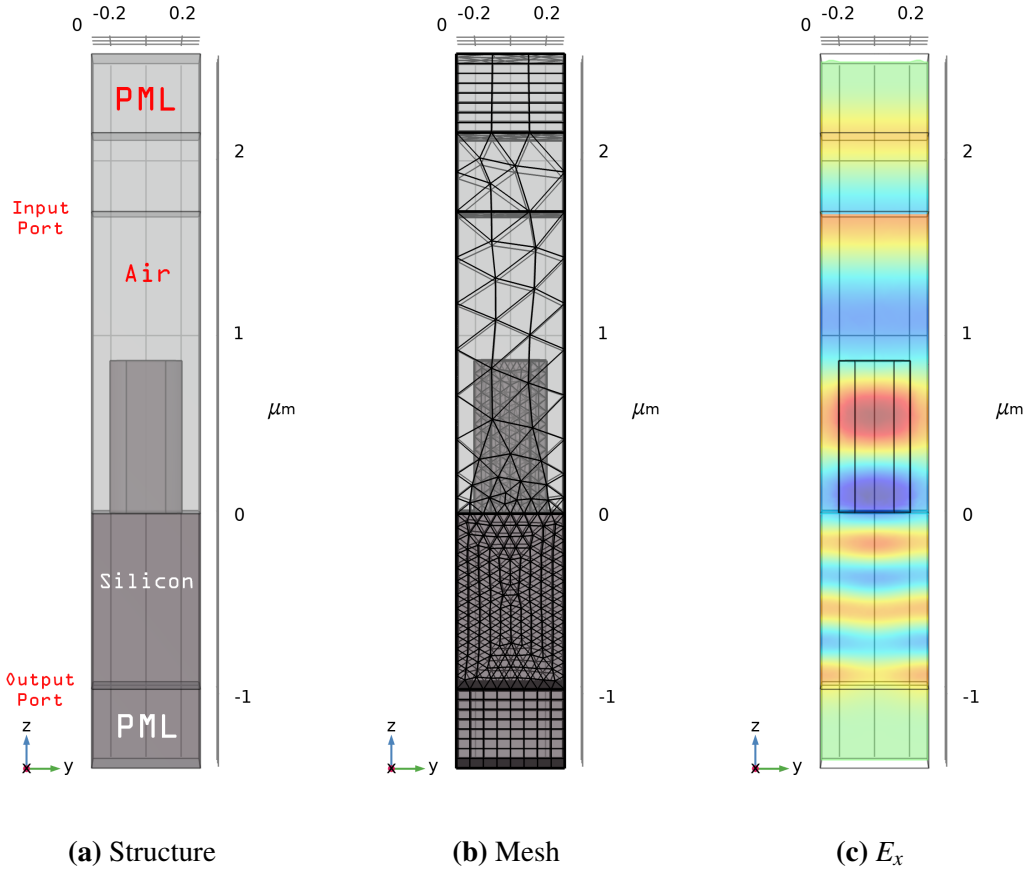 0 -0.2 0.2
PML
2
Input
Port
Air
1
μm
0
Silicon
Output
Port
-1
PML
z
x y
0 -0.2 0.2
2
1
μm
0
-1
z
x y
0 -0.2 0.2
2
1
μm
0
-1
z
x y
(a) Structure
(b) Mesh
(c) Eₓ